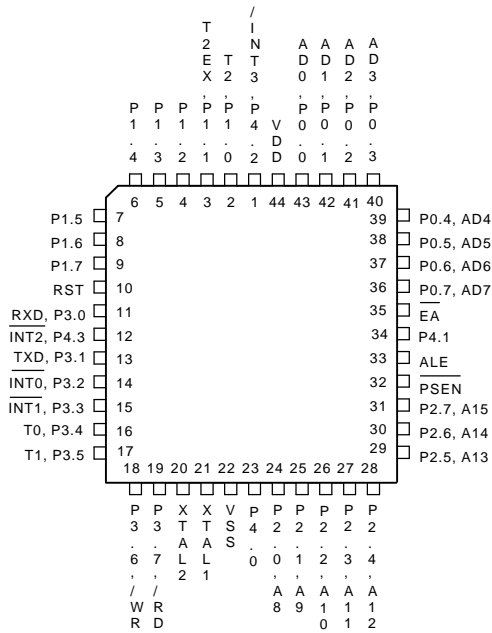 P1.4
P1.3
P1.2
T2EX,P1.1
T2,P1.0
/INT3,P4.2
VDD
AD0,P0.0
AD1,P0.1
AD2,P0.2
AD3,P0.3
6 5 4 3 2 1 44 43 42 41 40
P1.5 7
P1.6 8
P1.7 9
RST 10
RXD, P3.0 11
INT2, P4.3 12
TXD, P3.1 13
INT0, P3.2 14
INT1, P3.3 15
T0, P3.4 16
T1, P3.5 17
39 P0.4, AD4
38 P0.5, AD5
37 P0.6, AD6
36 P0.7, AD7
35 EA
34 P4.1
33 ALE
32 PSEN
31 P2.7, A15
30 P2.6, A14
29 P2.5, A13
18 19 20 21 22 23 24 25 26 27 28
P3.6,/WR
P3.7,/RD
XTAL2
XTAL1
VSS
P4.0
P2.0,A8
P2.1,A9
P2.2,A10
P2.3,A11
P2.4,A12